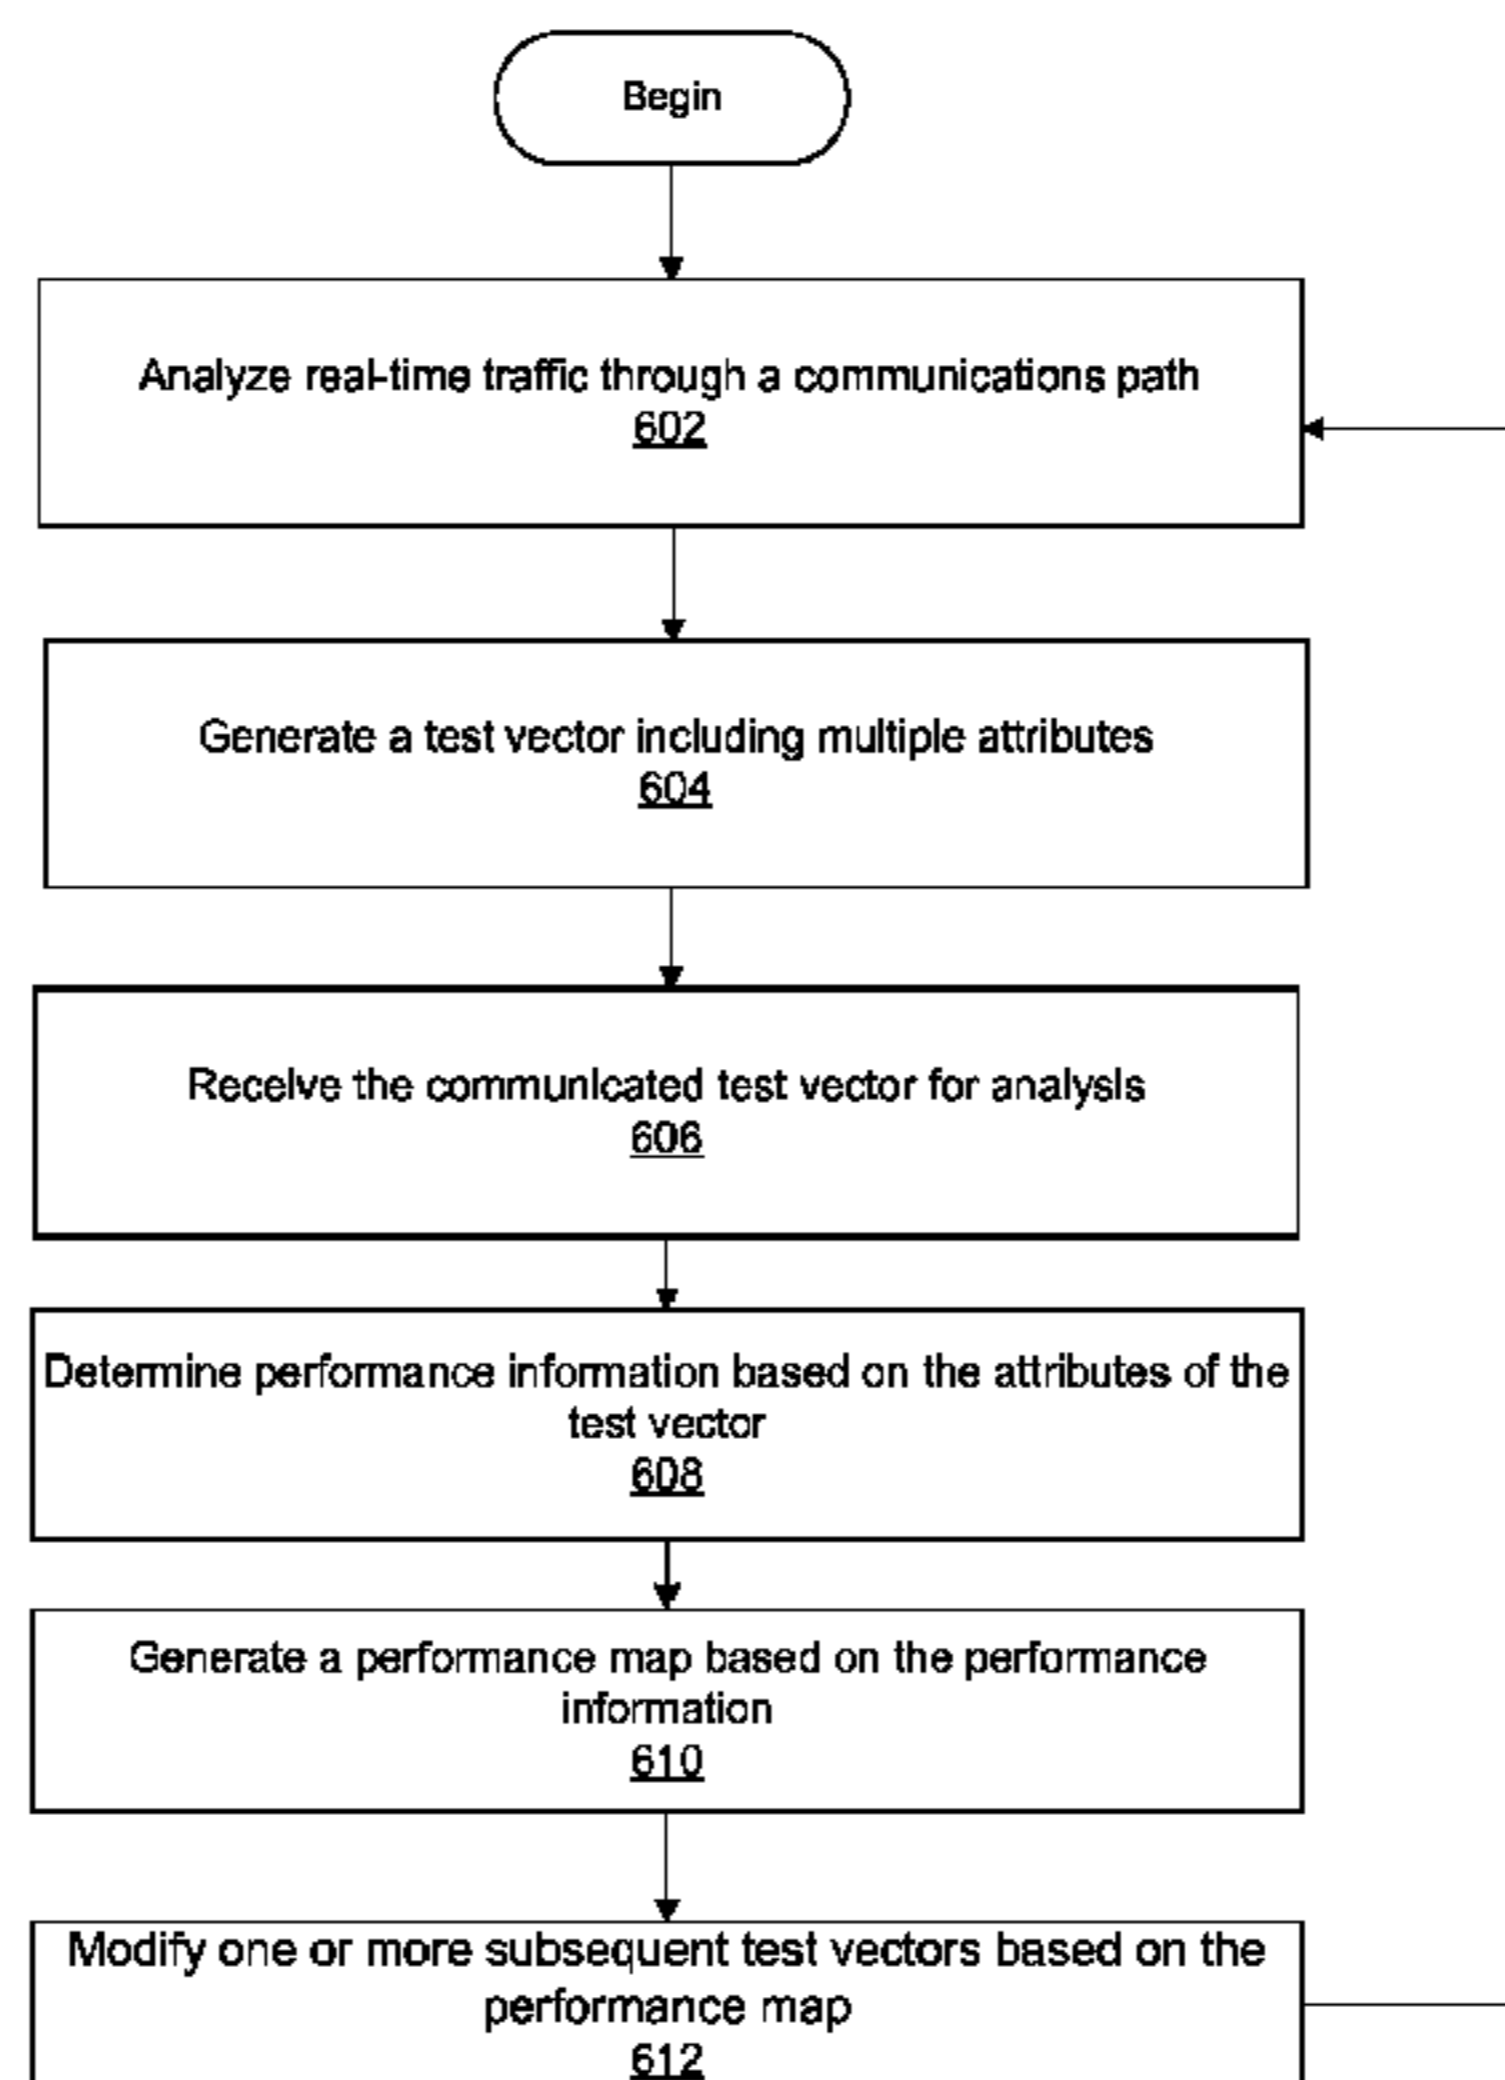 Begin
Analyze real-time traffic through a communications path
602
Generate a test vector including multiple attributes
604
Receive the communicated test vector for analysis
606
Determine performance information based on the attributes of the
test vector
608
Generate a performance map based on the performance
information
610
Modify one or more subsequent test vectors based on the
performance map
612